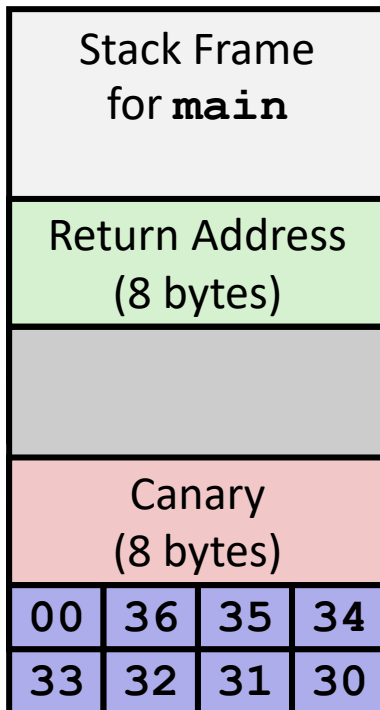 Stack Frame
for main
Return Address
(8 bytes)
Canary
(8 bytes)
00 36 35 34
33 32 31 30